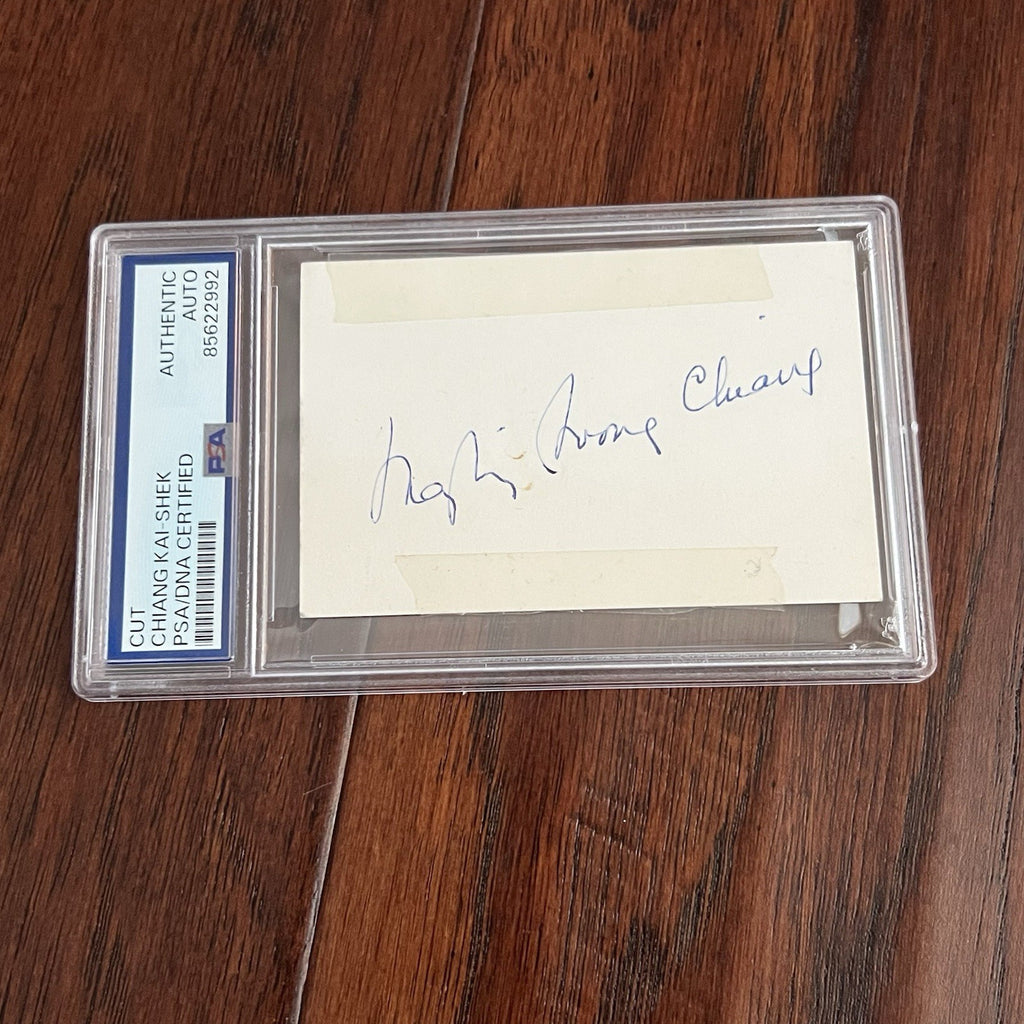 CUT
CHIANG KAI-SHEK
PSA/DNA CERTIFIED
AUTHENTIC
AUTO
85622992
PSA
Mayling Soong Chiang